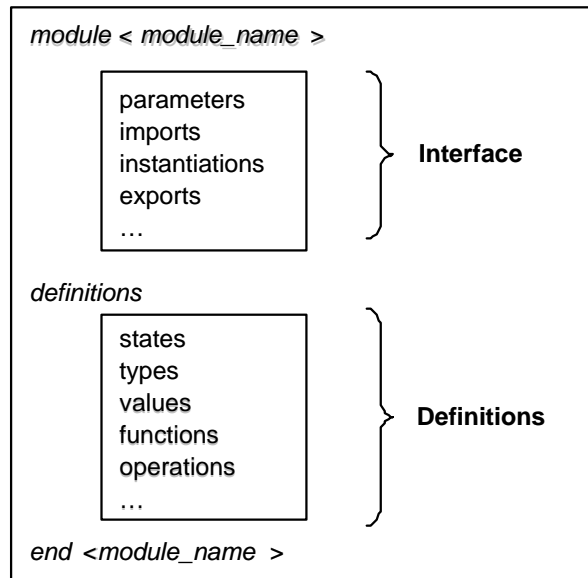 module < module_name >
parameters
imports
instantiations
exports
…
Interface
definitions
states
types
values
functions
operations
…
Definitions
end <module_name >